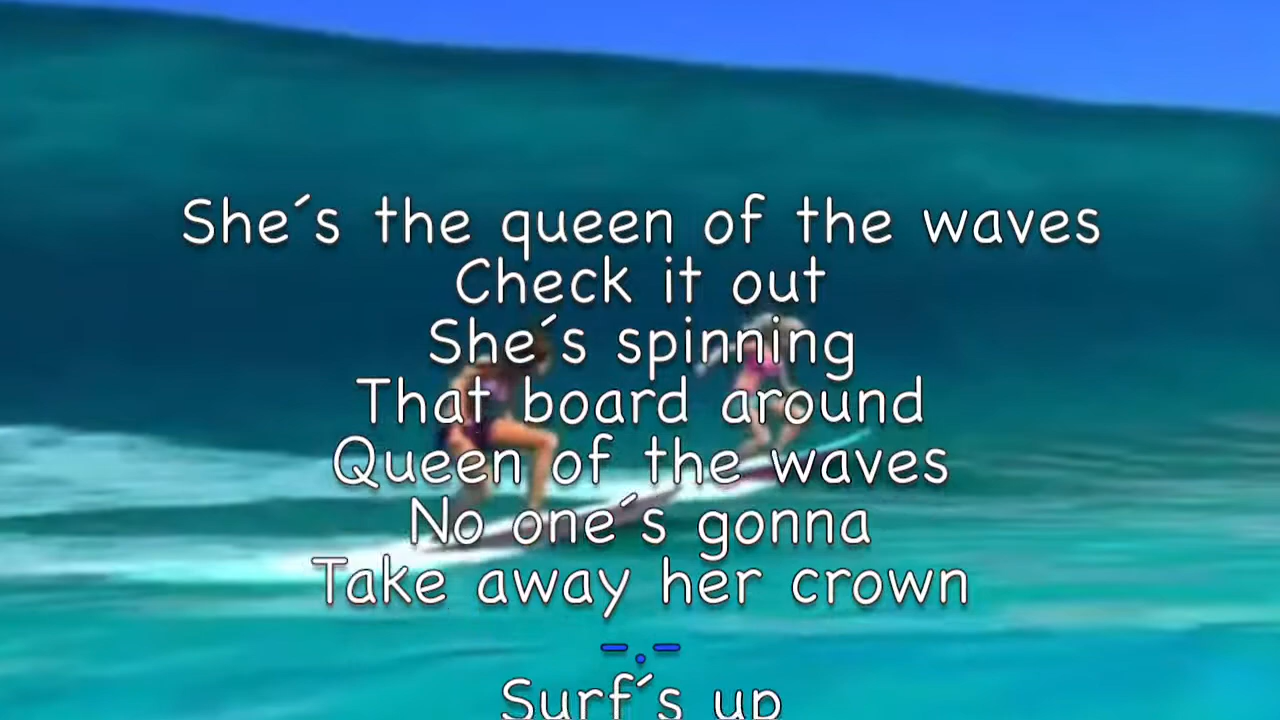 She´s the queen of the waves
Check it out
She´s spinning
That board around
Queen of the waves
No one´s gonna
Take away her crown
-.-
Surf´s up